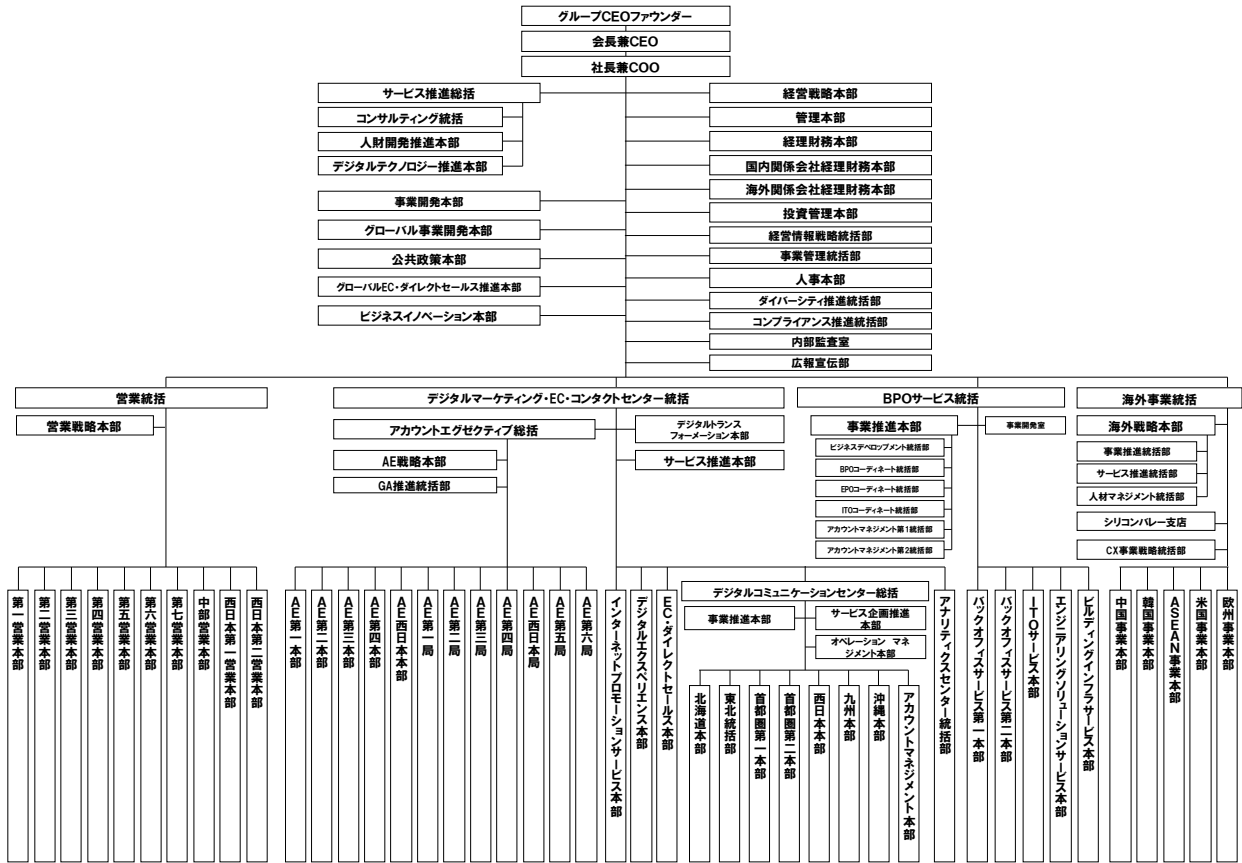 グループCEOファウンダー
会長兼CEO
社長兼COO
サービス推進総括
コンサルティング統括
人財開発推進本部
デジタルテクノロジー推進本部
事業開発本部
グローバル事業開発本部
公共政策本部
グローバルEC・ダイレクトセールス推進本部
ビジネスイノベーション本部
経営戦略本部
管理本部
経理財務本部
国内関係会社経理財務本部
海外関係会社経理財務本部
投資管理本部
経営情報戦略統括部
事業管理統括部
人事本部
ダイバーシティ推進統括部
コンプライアンス推進統括部
内部監査室
広報宣伝部
営業統括
営業戦略本部
第一営業本部
第二営業本部
第三営業本部
第四営業本部
第五営業本部
第六営業本部
第七営業本部
中部営業本部
西日本第一営業本部
西日本第二営業本部
デジタルマーケティング・EC・コンタクトセンター統括
アカウントエグゼクティブ総括
デジタルトランス
フォーメーション本部
サービス推進本部
AE戦略本部
GA推進統括部
AE第一本部
AE第二本部
AE第三本部
AE第四本部
AE西日本本部
AE第一局
AE第二局
AE第三局
AE第四局
AE西日本局
AE第五局
AE第六局
インターネットプロモーションサービス本部
デジタルエクスペリエンス本部
EC・ダイレクトセールス本部
デジタルコミュニケーションセンター総括
事業推進本部
サービス企画推進
本部
オペレーション マネ
ジメント本部
北海道本部
東北統括部
首都圏第一本部
首都圏第二本部
西日本本部
九州本部
沖縄本部
アカウントマネジメント本部
アナリティクスセンター統括部
BPOサービス統括
事業推進本部
事業開発室
ビジネスデベロップメント統括部
BPOコーディネート統括部
EPOコーディネート統括部
ITOコーディネート統括部
アカウントマネジメント第1統括部
アカウントマネジメント第2統括部
バックオフィスサービス第一本部
バックオフィスサービス第二本部
ITOサービス本部
エンジニアリングソリューションサービス本部
ビルディングインフラサービス本部
海外事業統括
海外戦略本部
事業推進統括部
サービス推進統括部
人材マネジメント統括部
シリコンバレー支店
CX事業戦略統括部
中国事業本部
韓国事業本部
ASEAN事業本部
米国事業本部
欧州事業本部